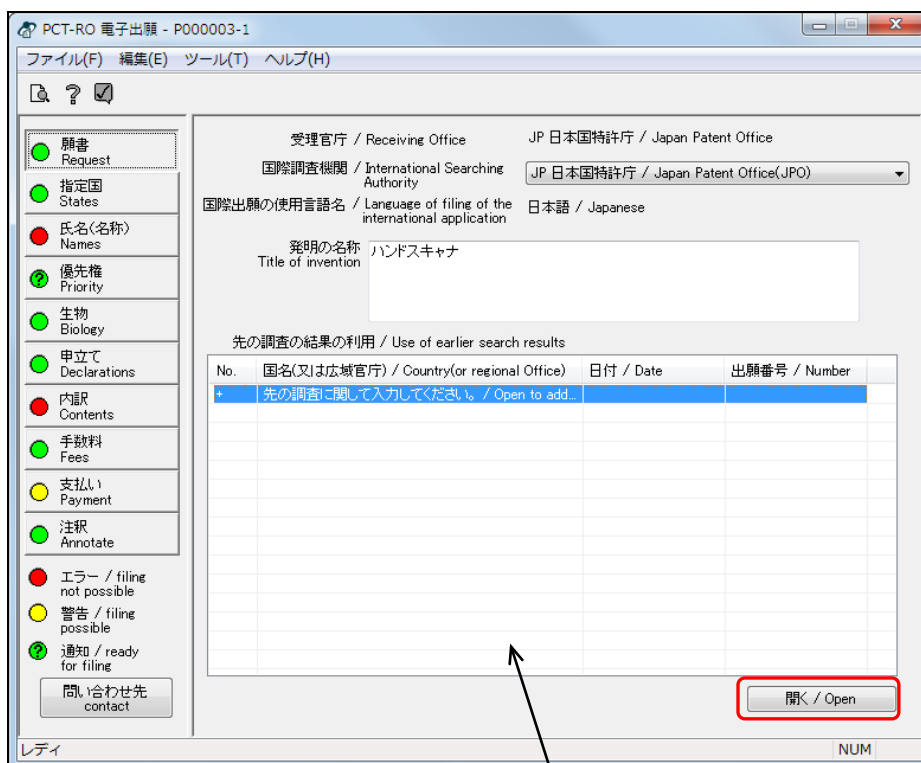 PCT-RO 電子出願 - P000003-1
ファイル(F) 編集(E) ツール(T) ヘルプ(H)
願書
Request
指定国
States
氏名(名称)
Names
優先権
Priority
生物
Biology
申立て
Declarations
内訳
Contents
手数料
Fees
支払い
Payment
注釈
Annotate
エラー / filing
not possible
警告 / filing
possible
通知 / ready
for filing
問い合わせ先
contact
受理官庁 / Receiving Office JP 日本国特許庁 / Japan Patent Office
国際調査機関 / International Searching
Authority
JP 日本国特許庁 / Japan Patent Office(JPO)
国際出願の使用言語名 / Language of filing of the
international application
日本語 / Japanese
発明の名称
Title of invention
ハンドスキャナ
先の調査の結果の利用 / Use of earlier search results
No. 国名(又は広域官庁) / Country(or regional Office) 日付 / Date 出願番号 / Number
+ 先の調査に関して入力してください。 / Open to add...
開く / Open
レディ NUM